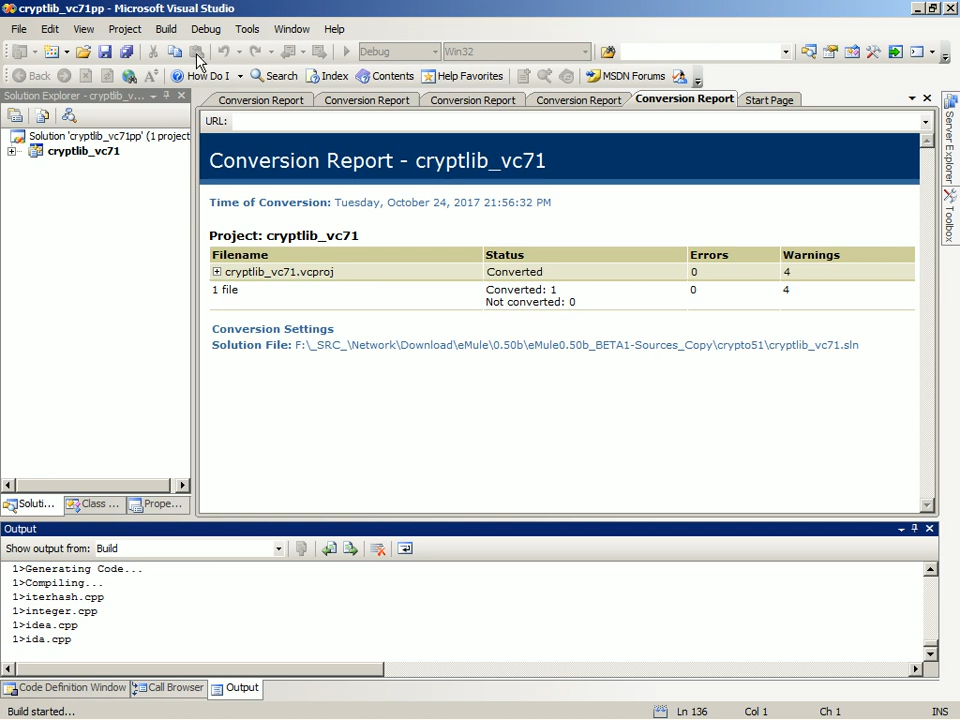 cryptlib_vc71pp - Microsoft Visual Studio
File Edit View Project Build Debug Tools Window Help
Debug Win32
Back How Do I Search Index Contents Help Favorites MSDN Forums
Solution Explorer - cryptlib_v...
Conversion Report Conversion Report Conversion Report Conversion Report Conversion Report Start Page
Solution 'cryptlib_vc71pp' (1 project
cryptlib_vc71
URL:
Conversion Report - cryptlib_vc71
Time of Conversion: Tuesday, October 24, 2017 21:56:32 PM
Project: cryptlib_vc71
Filename Status Errors Warnings
cryptlib_vc71.vcproj Converted 0 4
1 file Converted: 1 0 4
Not converted: 0
Conversion Settings
Solution File: F:\_SRC_\Network\Download\eMule\0.50b\eMule0.50b_BETA1-Sources_Copy\crypto51\cryptlib_vc71.sln
Server Explorer
Toolbox
Soluti... Class ... Prope...
Output
Show output from: Build
1>Generating Code...
1>Compiling...
1>iterhash.cpp
1>integer.cpp
1>idea.cpp
1>ida.cpp
Code Definition Window Call Browser Output
Build started... Ln 136 Col 1 Ch 1 INS